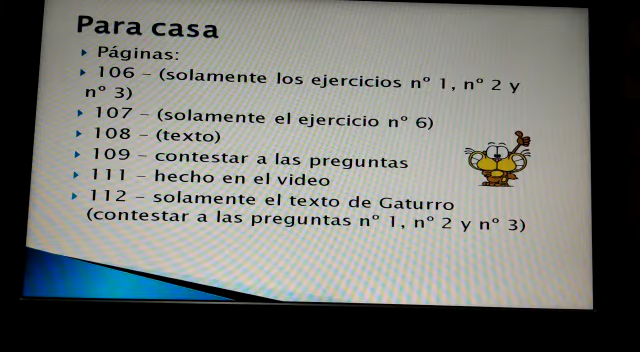 Para casa
Páginas:
106 – (solamente los ejercicios nº 1, nº 2 y
nº 3)
107 – (solamente el ejercicio nº 6)
108 – (texto)
109 – contestar a las preguntas
111 – hecho en el video
112 – solamente el texto de Gaturro
(contestar a las preguntas nº 1, nº 2 y nº 3)